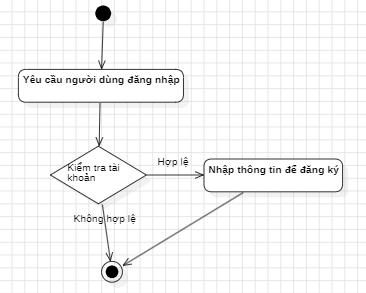 Yêu cầu người dùng đăng nhập
Kiểm tra tài
khoản
Hợp lệ
Nhập thông tin để đăng ký
Không hợp lệ